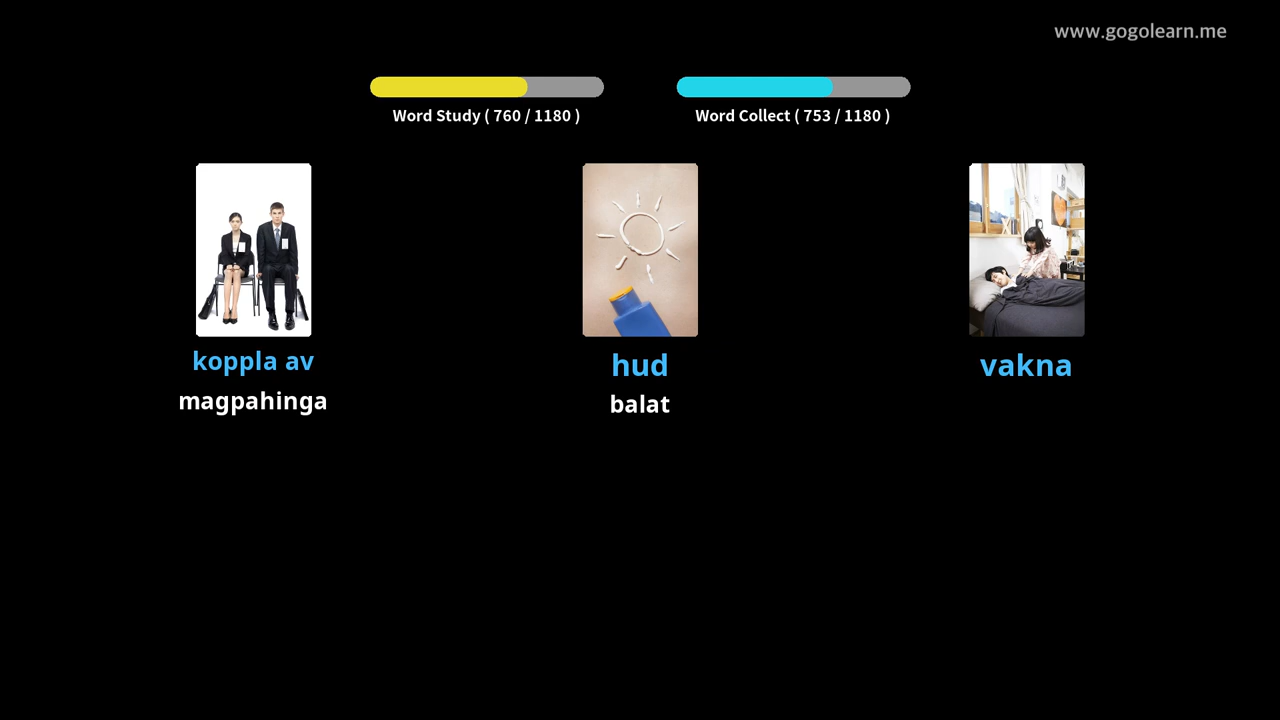 www.gogolearn.me
Word Study ( 760 / 1180 )
Word Collect ( 753 / 1180 )
koppla av
magpahinga
hud
balat
vakna